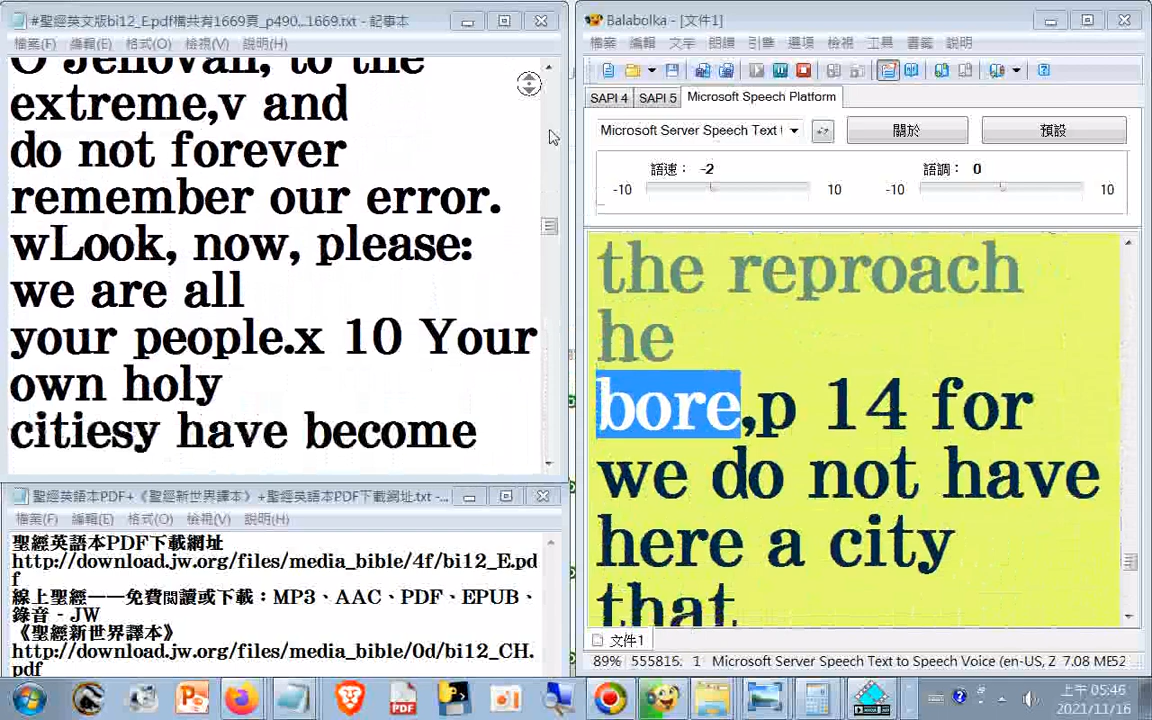 #聖經英文版bi12_E.pdf檔共有1669頁_p490,,,1669.txt - 記事本
檔案(F) 編輯(E) 格式(O) 檢視(V) 說明(H)
O Jehovah, to the
extreme,v and
do not forever
remember our error.
wLook, now, please:
we are all
your people.x 10 Your
own holy
citiesy have become
聖經英語本PDF+《聖經新世界譯本》+聖經英語本PDF下載網址.txt - ...
檔案(F) 編輯(E) 格式(O) 檢視(V) 說明(H)
聖經英語本PDF下載網址
http://download.jw.org/files/media_bible/4f/bi12_E.pd
f
線上聖經——免費閱讀或下載：MP3、AAC、PDF、EPUB、
錄音 - JW
《聖經新世界譯本》
http://download.jw.org/files/media_bible/0d/bi12_CH.
pdf
Balabolka - [文件1]
檔案 編輯 文字 朗讀 引擎 選項 檢視 工具 書籤 說明
SAPI 4 SAPI 5 Microsoft Speech Platform
Microsoft Server Speech Text 關於 預設
語速： -2 語調： 0
-10 10 -10 10
the reproach
he
bore,p 14 for
we do not have
here a city
that
文件1
89% 555815: 1 Microsoft Server Speech Text to Speech Voice (en-US, Z 7.08 ME52
上午 05:46
2021/11/16